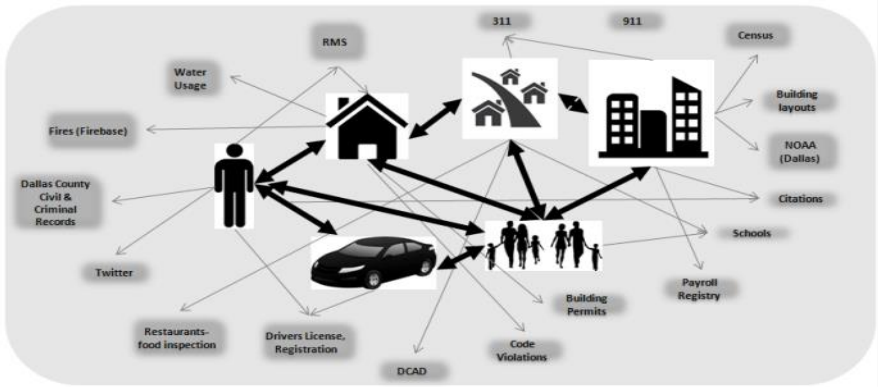 311
911
RMS
Census
Water
Usage
Building
layouts
Fires (Firebase)
NOAA
(Dallas)
Dallas County
Civil &
Criminal
Records
Citations
Schools
Twitter
Payroll
Registry
Building
Permits
Restaurants-
food inspection
Drivers License,
Registration
Code
Violations
DCAD